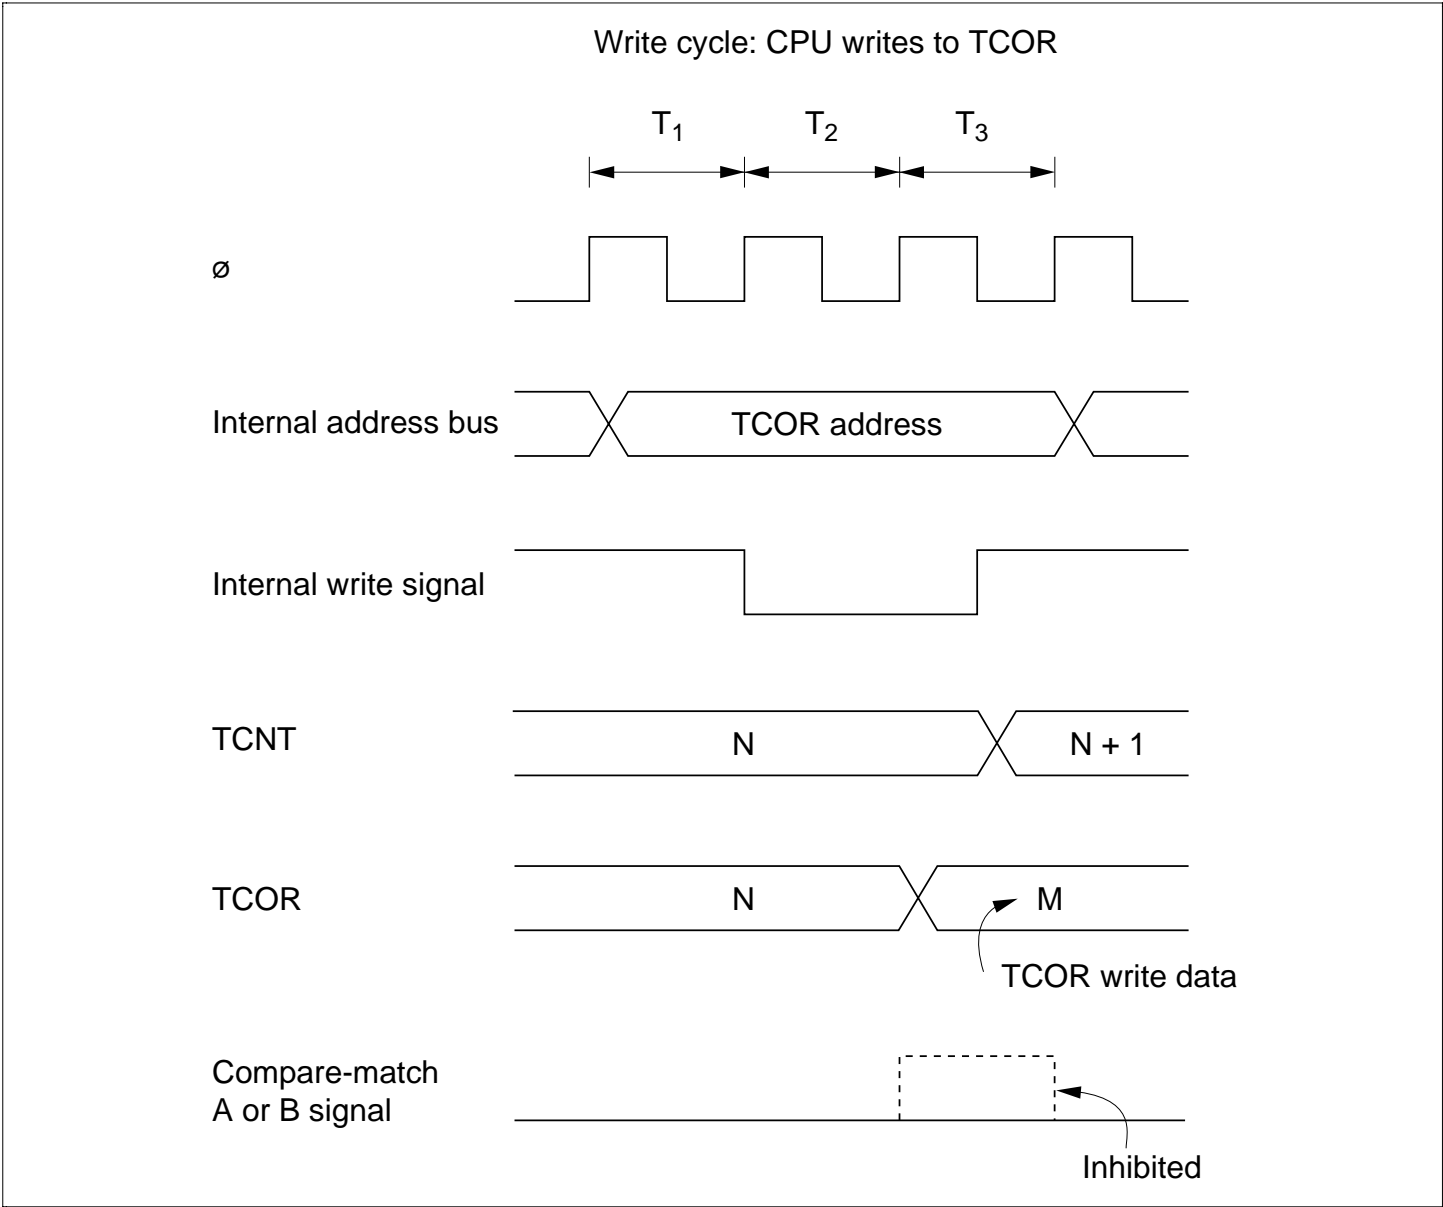 Write cycle: CPU writes to TCOR
T1 T2 T3
ø
Internal address bus
TCOR address
Internal write signal
TCNT
N
N + 1
TCOR
N
M
TCOR write data
Compare-match
A or B signal
Inhibited